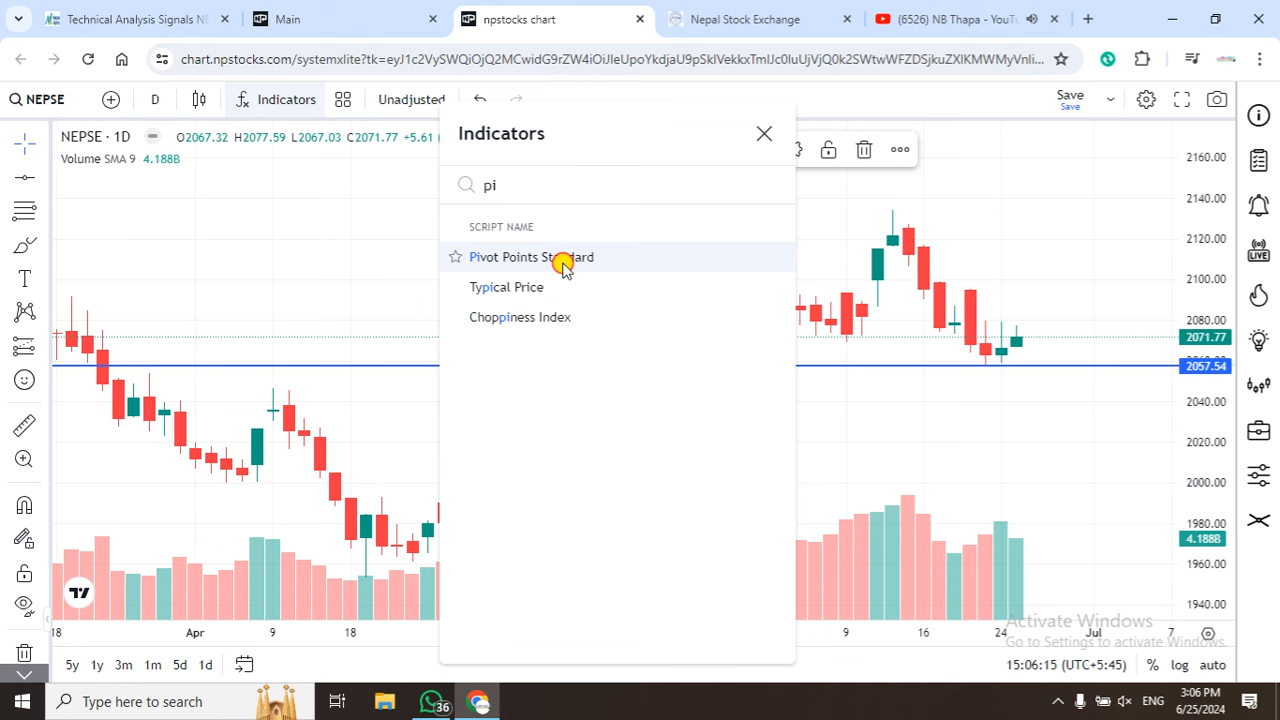 Technical Analysis Signals NE
Main
npstocks chart
Nepal Stock Exchange
(6526) NB Thapa - YouTu
NEPSE
D
Indicators
Unadjusted
Save
Save
NEPSE · 1D
O2067.32 H2077.59 L2067.03 C2071.77 +5.61
Volume SMA 9 4.188B
Indicators
pi
SCRIPT NAME
Pivot Points Standard
Typical Price
Choppiness Index
2160.00
2140.00
2120.00
2100.00
2080.00
2071.77
2057.54
2040.00
2020.00
2000.00
1980.00
4.188B
1960.00
1940.00
18
Apr
9
18
9
16
24
Jul
7
Activate Windows
Go to Settings to activate Windows.
5y
1y
3m
1m
5d
1d
15:06:15 (UTC+5:45)
%
log
auto
Type here to search
36
ENG
3:06 PM
6/25/2024